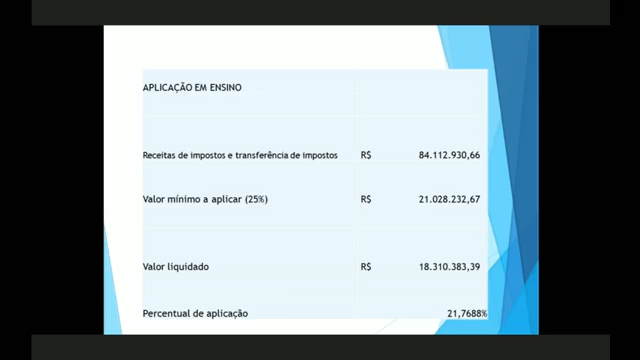 APLICAÇÃO EM ENSINO
Receitas de impostos e transferência de impostos R$ 84.112.930,66
Valor mínimo a aplicar (25%) R$ 21.028.232,67
Valor liquidado R$ 18.310.383,39
Percentual de aplicação 21,7688%